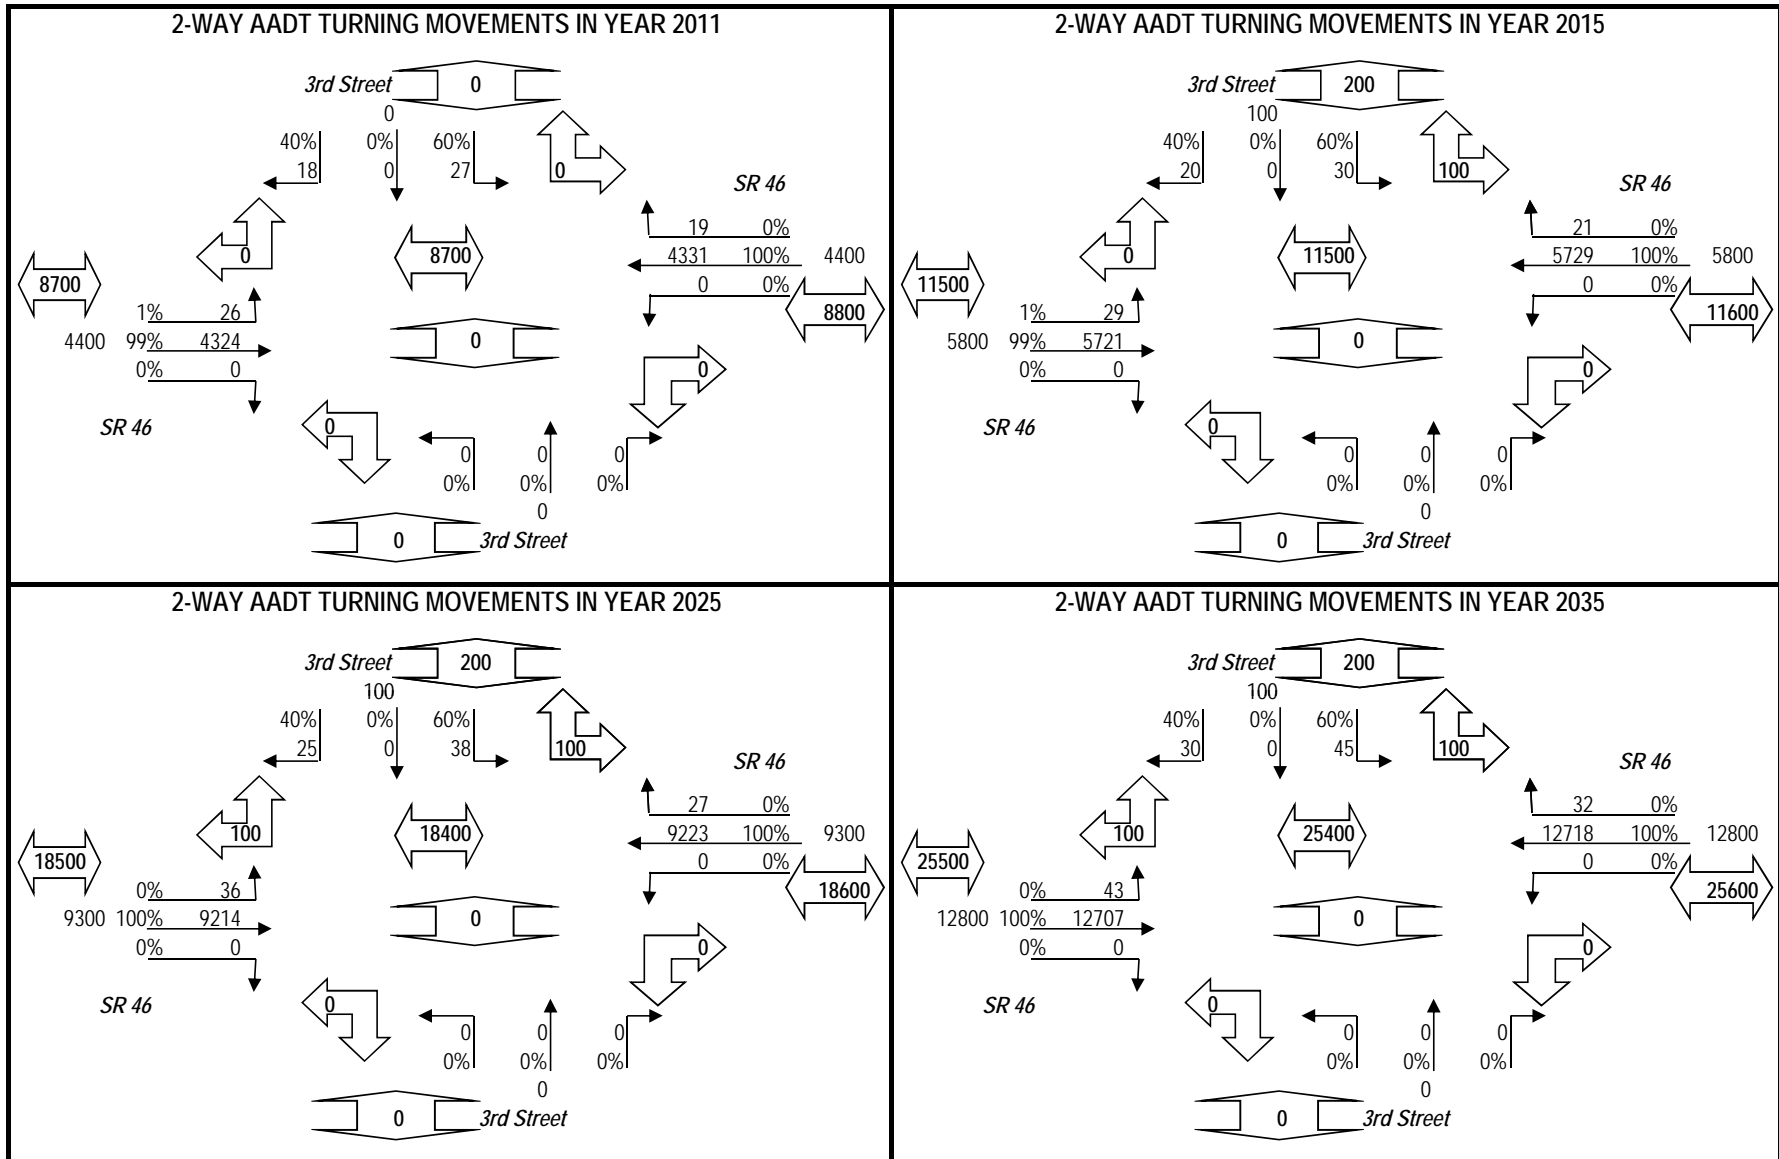 2-WAY AADT TURNING MOVEMENTS IN YEAR 2011
3rd Street 0
0
40% 0% 60%
18 0 27 0
SR 46
19 0%
0 8700 4331 100% 4400
8700 0 0%
1% 26 8800
4400 99% 4324 0
0% 0 0
SR 46 0
0 0 0
0% 0% 0%
0
0 3rd Street
2-WAY AADT TURNING MOVEMENTS IN YEAR 2015
3rd Street 200
100
40% 0% 60%
20 0 30 100
SR 46
21 0%
0 11500 5729 100% 5800
11500 0 0%
1% 29 11600
5800 99% 5721 0
0% 0 0
SR 46 0
0 0 0
0% 0% 0%
0
0 3rd Street
2-WAY AADT TURNING MOVEMENTS IN YEAR 2025
3rd Street 200
100
40% 0% 60%
25 0 38 100
SR 46
27 0%
100 18400 9223 100% 9300
18500 0 0%
0% 36 18600
9300 100% 9214 0
0% 0 0
SR 46 0
0 0 0
0% 0% 0%
0
0 3rd Street
2-WAY AADT TURNING MOVEMENTS IN YEAR 2035
3rd Street 200
100
40% 0% 60%
30 0 45 100
SR 46
32 0%
100 25400 12718 100% 12800
25500 0 0%
0% 43 25600
12800 100% 12707 0
0% 0 0
SR 46 0
0 0 0
0% 0% 0%
0
0 3rd Street